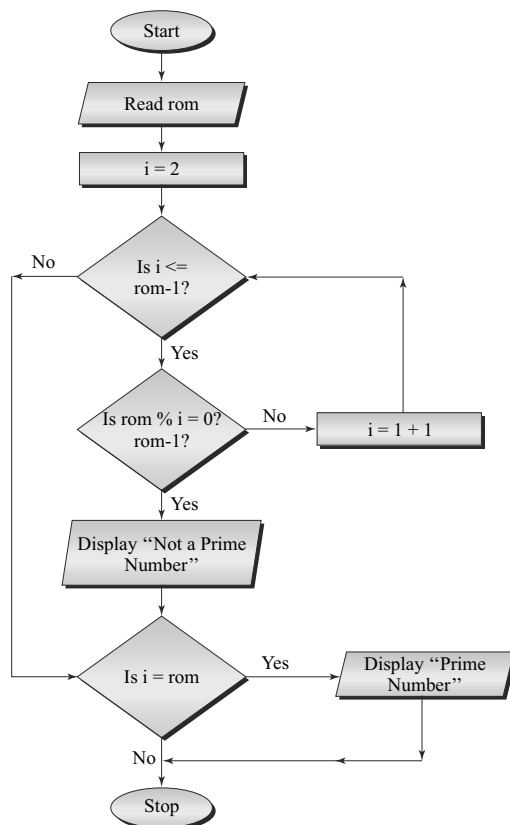 Start
Read rom
i = 2
Is i <=
rom-1?
No
Yes
Is rom % i = 0?
rom-1?
No
i = 1 + 1
Yes
Display “Not a Prime
Number”
Is i = rom
Yes
Display “Prime
Number”
No
Stop